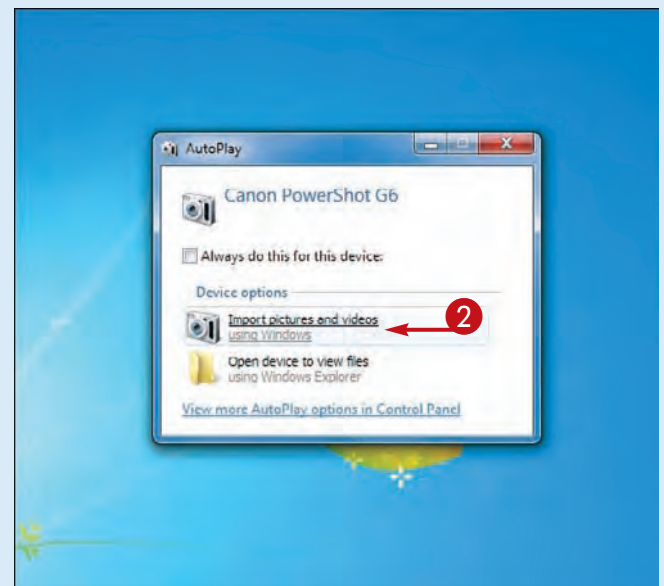 AutoPlay
Canon PowerShot G6
Always do this for this device:
Device options
Import pictures and videos
using Windows
2
Open device to view files
using Windows Explorer
View more AutoPlay options in Control Panel